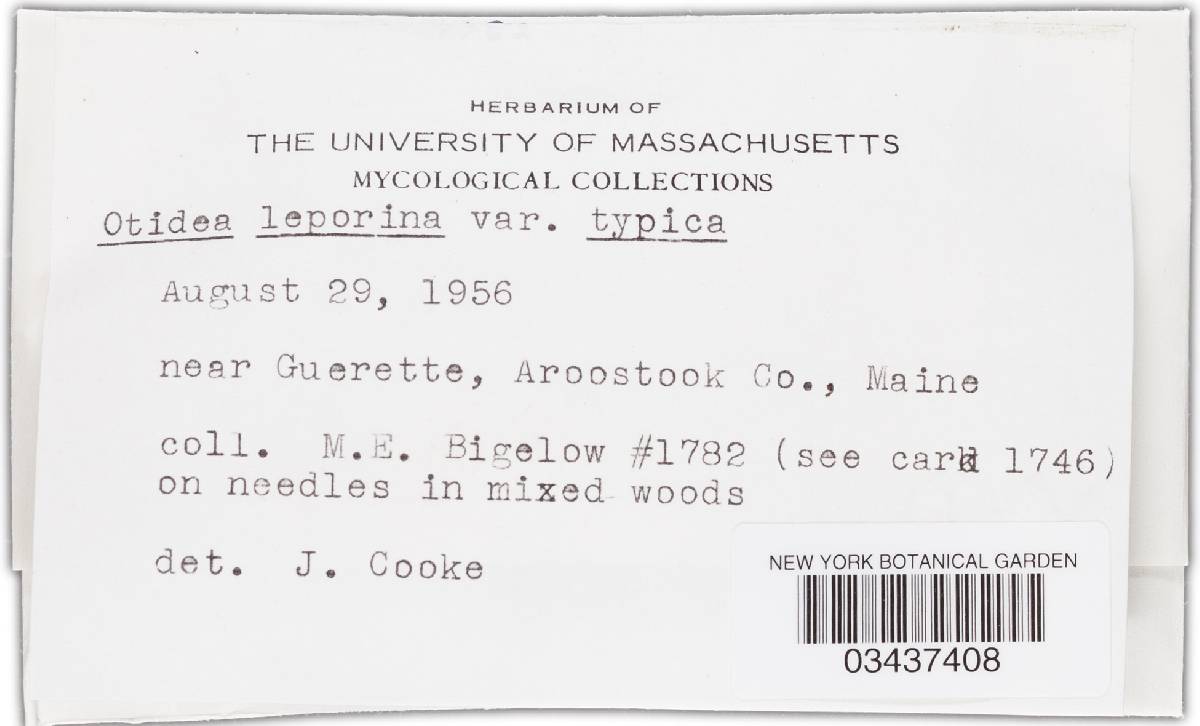 HERBARIUM OF
THE UNIVERSITY OF MASSACHUSETTS
MYCOLOGICAL COLLECTIONS
Otidea leporina var. typica
August 29, 1956
near Guerette, Aroostook Co., Maine
coll. M.E. Bigelow #1782 (see card 1746)
on needles in mixed woods
det. J. Cooke
NEW YORK BOTANICAL GARDEN
03437408